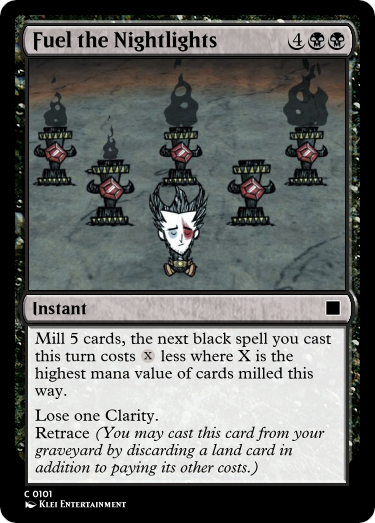 Fuel the Nightlights 4
Instant
Mill 5 cards, the next black spell you cast
this turn costs X less where X is the
highest mana value of cards milled this
way.
Lose one Clarity.
Retrace (You may cast this card from your
graveyard by discarding a land card in
addition to paying its other costs.)
C 0101
Klei Entertainment